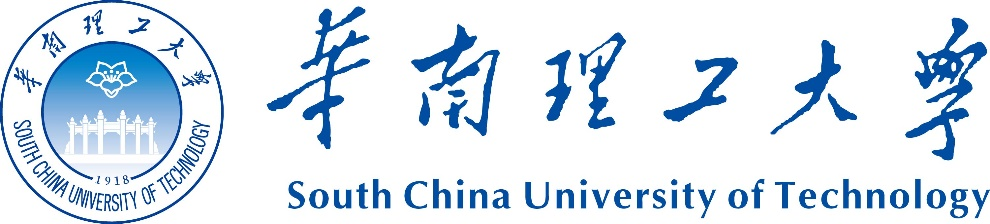 華南理工大學
SOUTH CHINA UNIVERSITY OF TECHNOLOGY
1918
華南理工大學
South China University of Technology